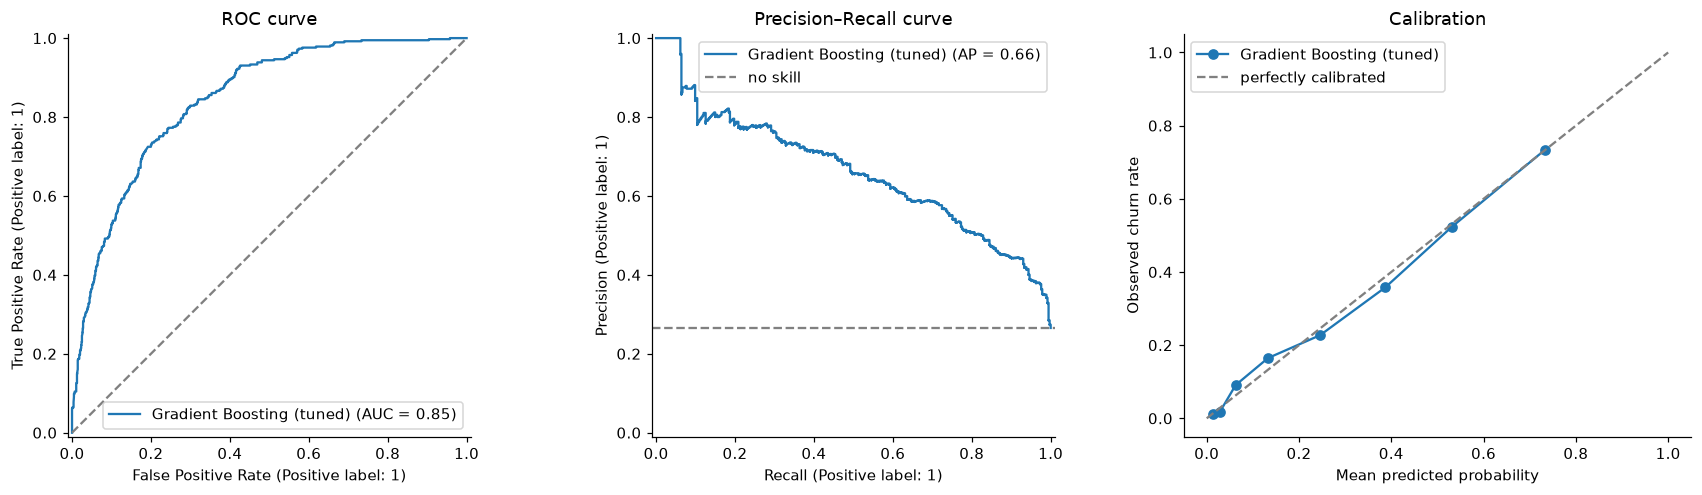 ROC curve
1.0
0.8
0.6
0.4
0.2
0.0
True Positive Rate (Positive label: 1)
Gradient Boosting (tuned) (AUC = 0.85)
0.0 0.2 0.4 0.6 0.8 1.0
False Positive Rate (Positive label: 1)
Precision–Recall curve
1.0
0.8
0.6
0.4
0.2
0.0
Precision (Positive label: 1)
Gradient Boosting (tuned) (AP = 0.66)
no skill
0.0 0.2 0.4 0.6 0.8 1.0
Recall (Positive label: 1)
Calibration
1.0
0.8
0.6
0.4
0.2
0.0
Observed churn rate
Gradient Boosting (tuned)
perfectly calibrated
0.0 0.2 0.4 0.6 0.8 1.0
Mean predicted probability